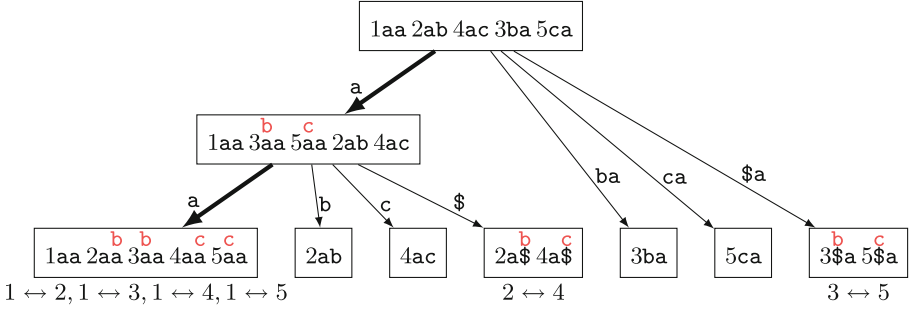 1aa 2ab 4ac 3ba 5ca
a
b c
1aa 3aa 5aa 2ab 4ac
ba ca $a
a b c $
b b c c
1aa 2aa 3aa 4aa 5aa
2ab
4ac
b c
2a$ 4a$
3ba
5ca
b c
3$a 5$a
1 ↔ 2, 1 ↔ 3, 1 ↔ 4, 1 ↔ 5
2 ↔ 4
3 ↔ 5